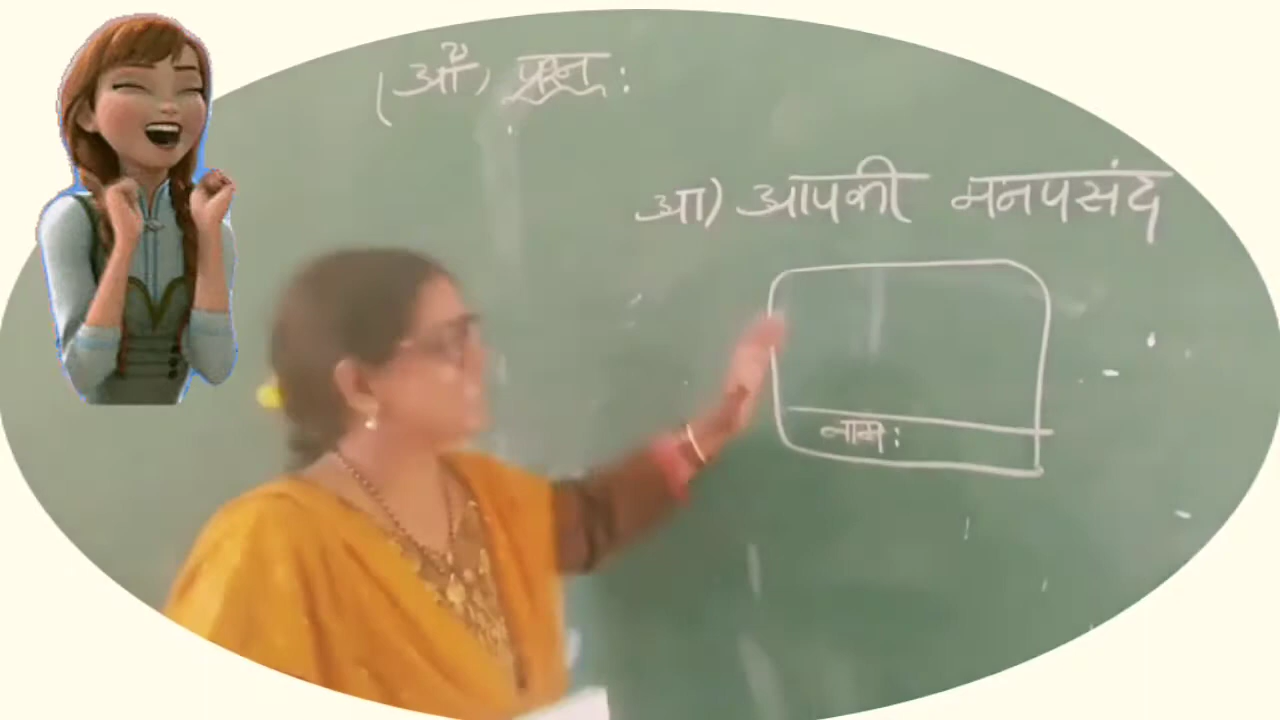 (आँ) प्रश्न :
आ) आपकी मनपसंद
नाम :